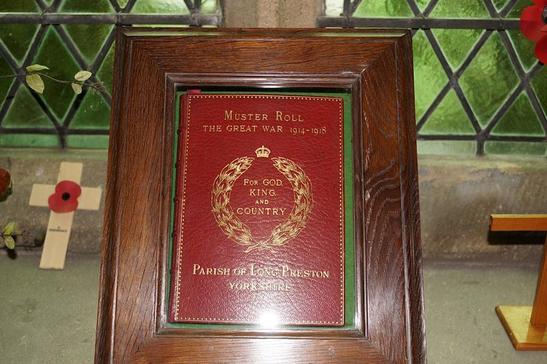 MUSTER ROLL
THE GREAT WAR 1914-1918
FOR GOD,
KING
AND
COUNTRY
PARISH OF LONG PRESTON
YORKSHIRE